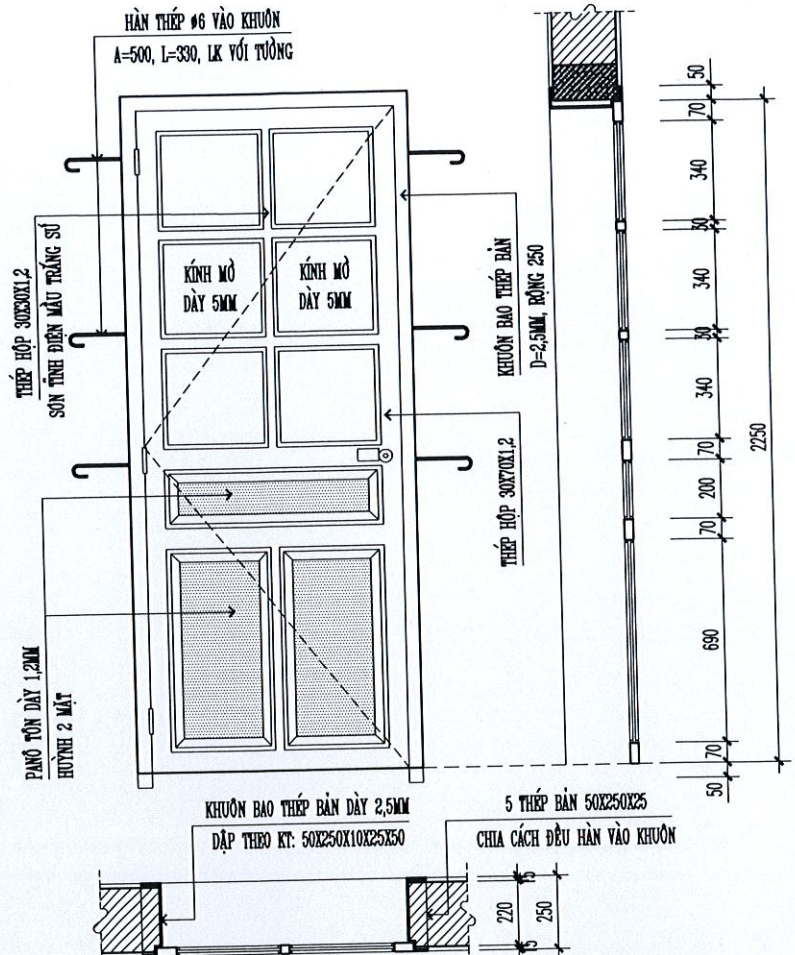 HÀN THÉP ø6 VÀO KHUÔN
A=500, L=330, LK VỚI TƯỜNG
THÉP HỘP 30X30X1,2
SƠN TĨNH ĐIỆN MÀU TRẮNG SỨ
KÍNH MỜ
DÀY 5MM
KÍNH MỜ
DÀY 5MM
KHUÔN BAO THÉP BẢN
D=2,5MM, RỘNG 250
THÉP HỘP 30X70X1,2
PANÔ TÔN DÀY 1,2MM
HUỲNH 2 MẶT
50
70
340
30
340
30
340
70
200
70
690
70
50
2250
KHUÔN BAO THÉP BẢN DÀY 2,5MM
DẬP THEO KT: 50X250X10X25X50
5 THÉP BẢN 50X250X25
CHIA CÁCH ĐỀU HÀN VÀO KHUÔN
5
220
5
250